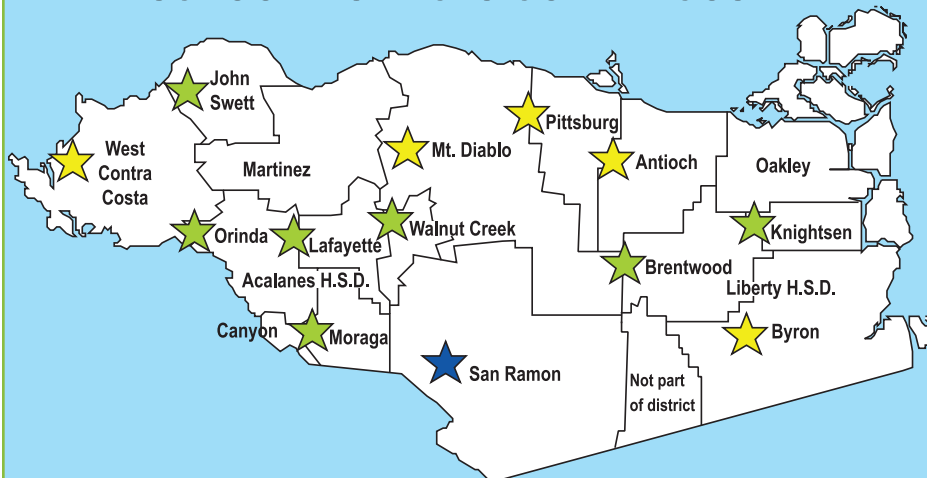 John
Swett
West
Contra
Costa
Martinez
Mt. Diablo
Pittsburg
Antioch
Oakley
Orinda
Lafayette
Walnut Creek
Knightsen
Acalanes H.S.D.
Brentwood
Liberty H.S.D.
Canyon
Moraga
Byron
San Ramon
Not part
of district